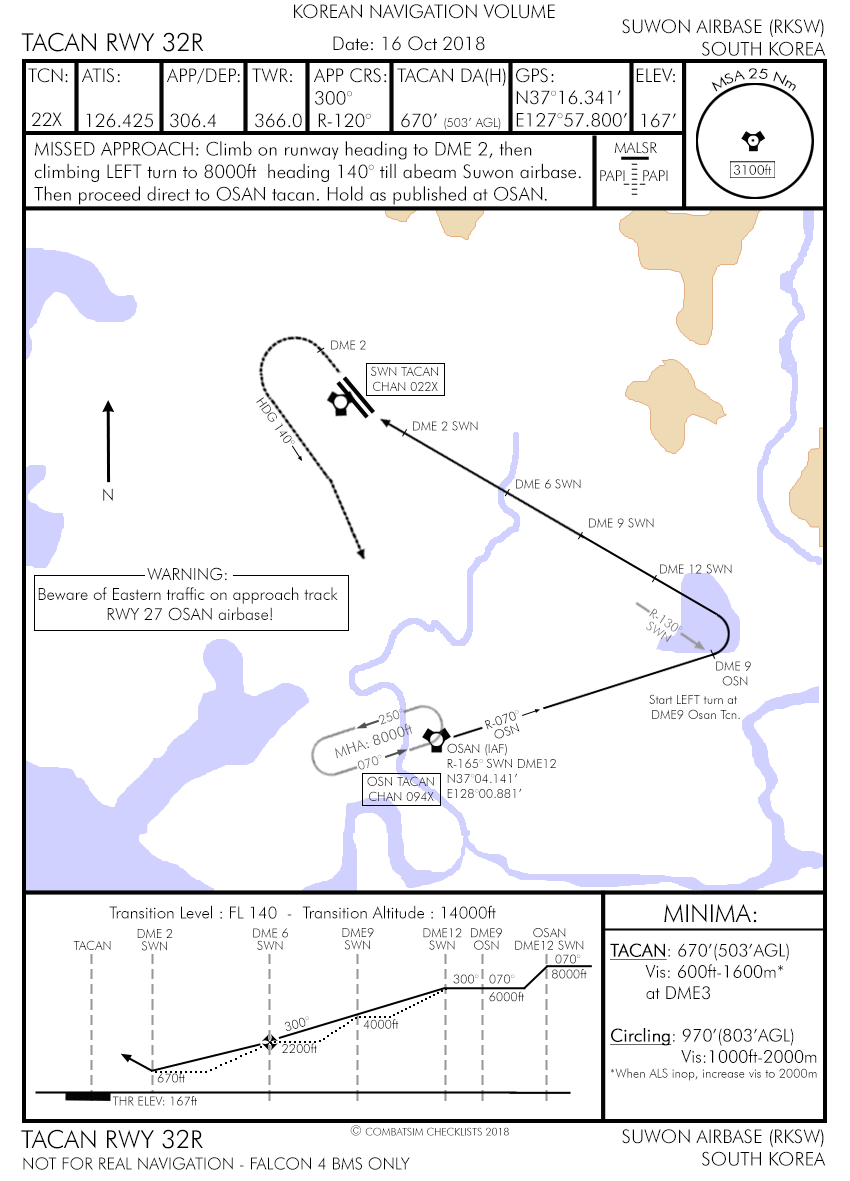 KOREAN NAVIGATION VOLUME
TACAN RWY 32R
Date: 16 Oct 2018
SUWON AIRBASE (RKSW)
SOUTH KOREA
TCN:
22X
ATIS:
126.425
APP/DEP:
306.4
TWR:
366.0
APP CRS:
300°
R-120°
TACAN DA(H)
670’ (503’ AGL)
GPS:
N37°16.341’
E127°57.800’
ELEV:
167’
MSA 25 Nm
3100ft
MISSED APPROACH: Climb on runway heading to DME 2, then
climbing LEFT turn to 8000ft heading 140° till abeam Suwon airbase.
Then proceed direct to OSAN tacan. Hold as published at OSAN.
MALSR
PAPI PAPI
DME 2
SWN TACAN
CHAN 022X
HDG 140°
DME 2 SWN
N
DME 6 SWN
DME 9 SWN
DME 12 SWN
WARNING:
Beware of Eastern traffic on approach track
RWY 27 OSAN airbase!
R-130°
SWN
DME 9
OSN
Start LEFT turn at
DME9 Osan Tcn.
250°
MHA: 8000ft
070°
R-070°
OSN
OSAN (IAF)
R-165° SWN DME12
N37°04.141’
E128°00.881’
OSN TACAN
CHAN 094X
Transition Level : FL 140 - Transition Altitude : 14000ft
TACAN
DME 2
SWN
DME 6
SWN
DME9
SWN
DME12
SWN
DME9
OSN
OSAN
DME12 SWN
070°
8000ft
300°
070°
6000ft
300°
4000ft
2200ft
670ft
THR ELEV: 167ft
MINIMA:
TACAN: 670’(503’AGL)
Vis: 600ft-1600m*
at DME3
Circling: 970’(803’AGL)
Vis:1000ft-2000m
*When ALS inop, increase vis to 2000m
© COMBATSIM CHECKLISTS 2018
TACAN RWY 32R
NOT FOR REAL NAVIGATION - FALCON 4 BMS ONLY
SUWON AIRBASE (RKSW)
SOUTH KOREA